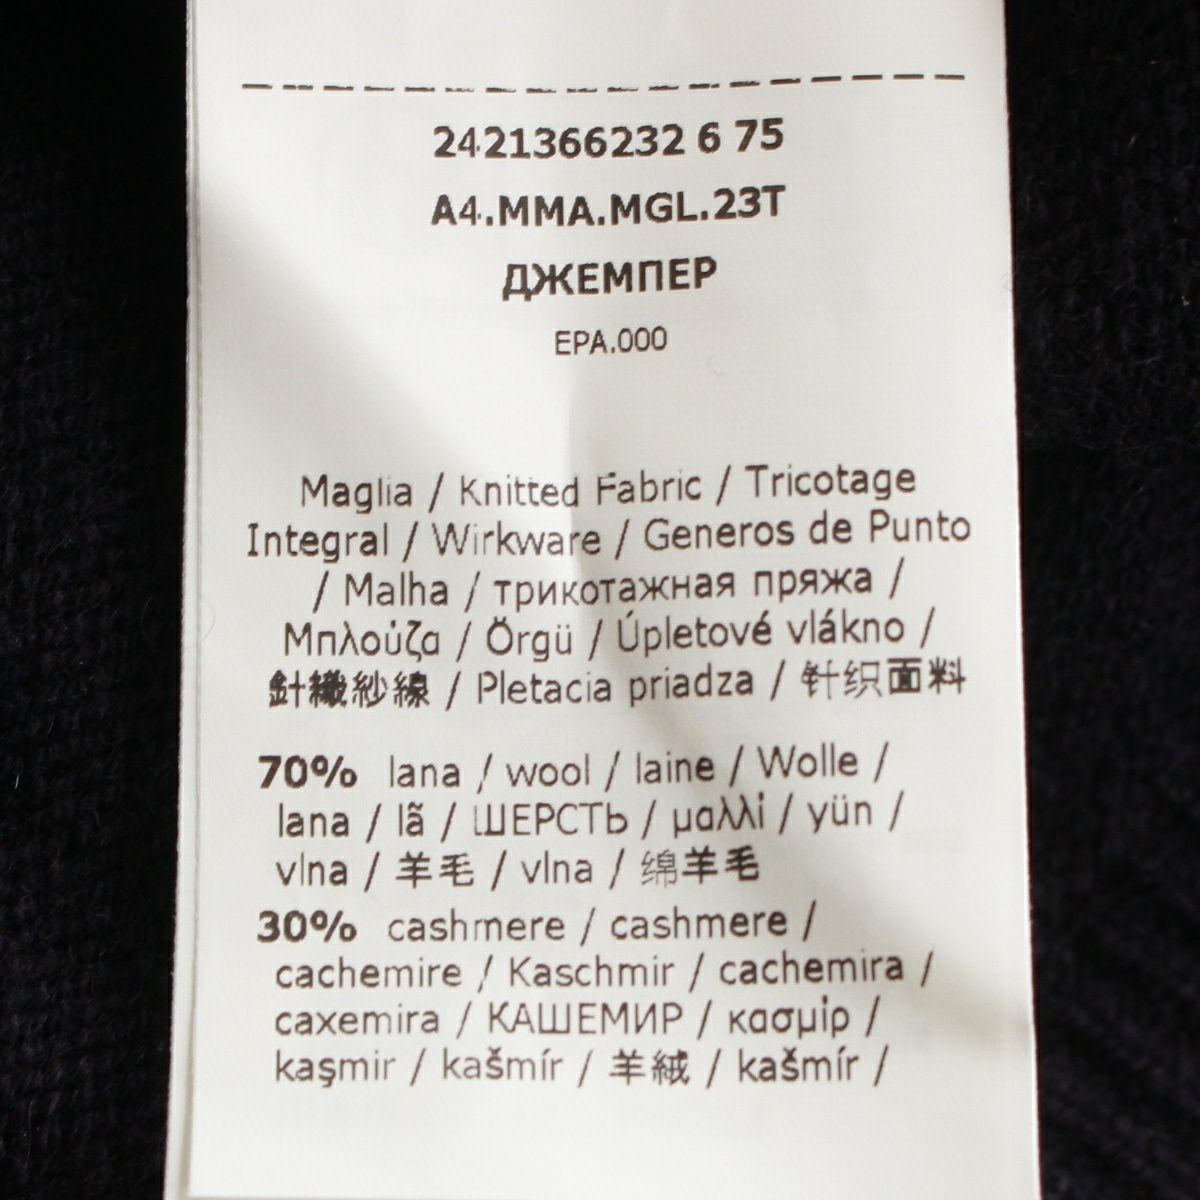 2421366232 6 75
A4.MMA.MGL.23T
ДЖЕМПЕР
EPA.000
Maglia / Knitted Fabric / Tricotage
Integral / Wirkware / Generos de Punto
/ Malha / трикотажная пряжа /
Μπλούζα / Örgü / Úpletové vlákno /
針纖紗線 / Pletacia priadza / 针织面料
70% lana / wool / laine / Wolle /
lana / lã / ШЕРСТЬ / μαλλί / yün /
vlna / 羊毛 / vlna / 绵羊毛
30% cashmere / cashmere /
cachemire / Kaschmir / cachemira /
caxemira / КАШЕМИР / κασμίρ /
kaşmir / kašmír / 羊絨 / kašmír /